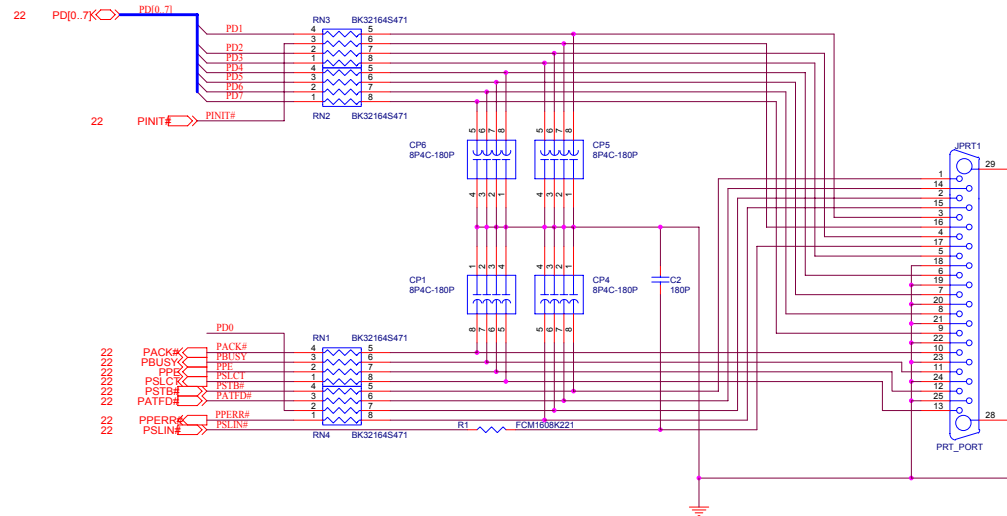 22 PD[0..7] PD[0..7]
RN3 BK32164S471
PD1 4 5
3 6
PD2 2 7
PD3 1 8
PD4 4 5
PD5 3 6
PD6 2 7
PD7 1 8
RN2 BK32164S471
22 PINIT# PINIT#
5 6 7 8 5 6 7 8
CP6
8P4C-180P
CP5
8P4C-180P
4 3 2 1 4 3 2 1
JPRT1
29
1
14
2
15
3
16
4
17
5
18
6
19
7
20
8
21
9
22
10
23
11
24
12
25
13
28
PRT_PORT
1 2 3 4 4 3 2 1
CP1
8P4C-180P
CP4
8P4C-180P
C2
180P
8 7 6 5 5 6 7 8
PD0
RN1 BK32164S471
22 PACK# PACK# 4 5
22 PBUSY PBUSY 3 6
22 PPE PPE 2 7
22 PSLCT PSLCT 1 8
22 PSTB# PSTB# 4 5
22 PATFD# PATFD# 3 6
2 7
22 PPERR# PPERR# 1 8
22 PSLIN# PSLIN#
R1 FCM1608K221
RN4 BK32164S471